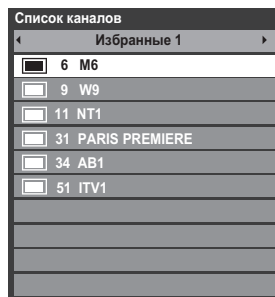 Список каналов
Избранные 1
6 M6
9 W9
11 NT1
31 PARIS PREMIERE
34 AB1
51 ITV1